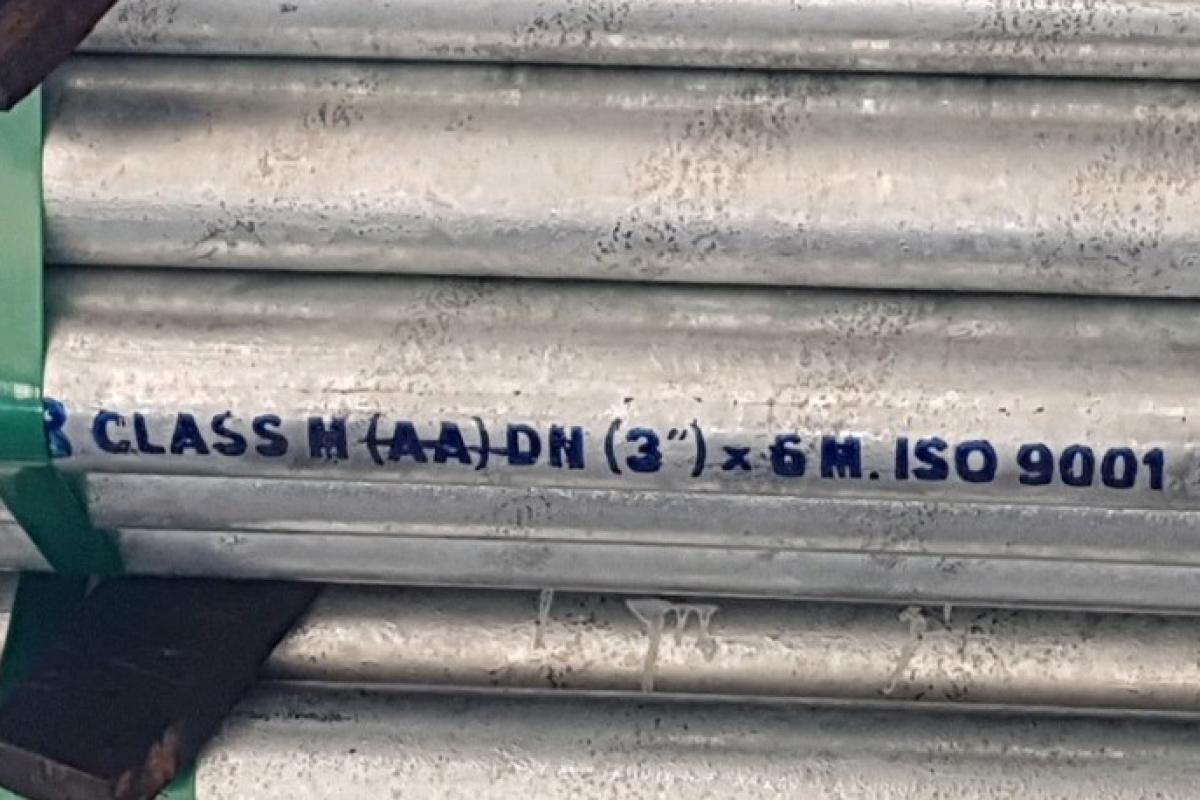 R CLASS M (AA) DN (3″) x 6 M. ISO 9001